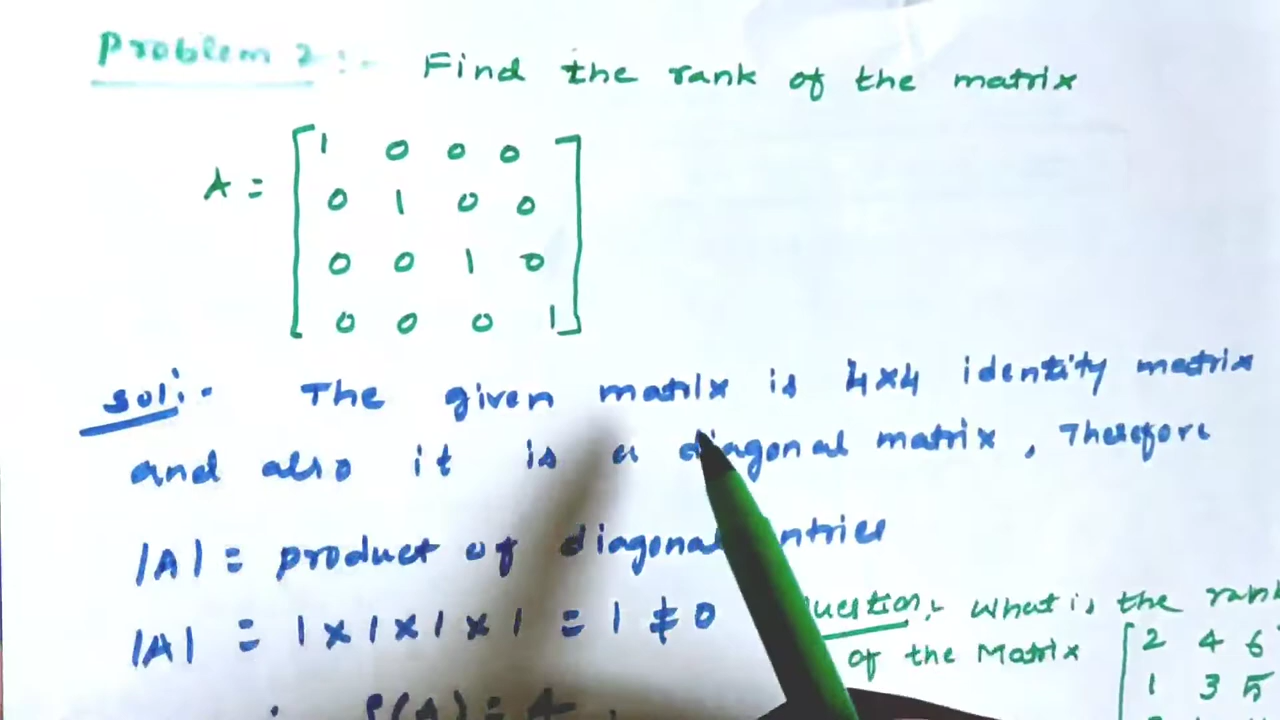 Problem 2:- Find the rank of the matrix
A = [ 1 0 0 0
0 1 0 0
0 0 1 0
0 0 0 1 ]
Sol:- The given matrix is 4x4 identity matrix
and also it is a diagonal matrix, Therefore
|A| = product of diagonal ntries
|A| = 1 x 1 x 1 x 1 = 1 ≠ 0
∴ ρ(A) = 4.
uestion:- What is the rank
of the Matrix [ 2 4 6
1 3 5